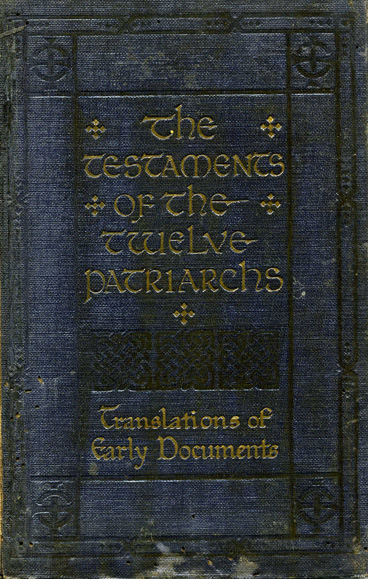 The
Testaments
of the
Twelve
Patriarchs
Translations of
Early Documents